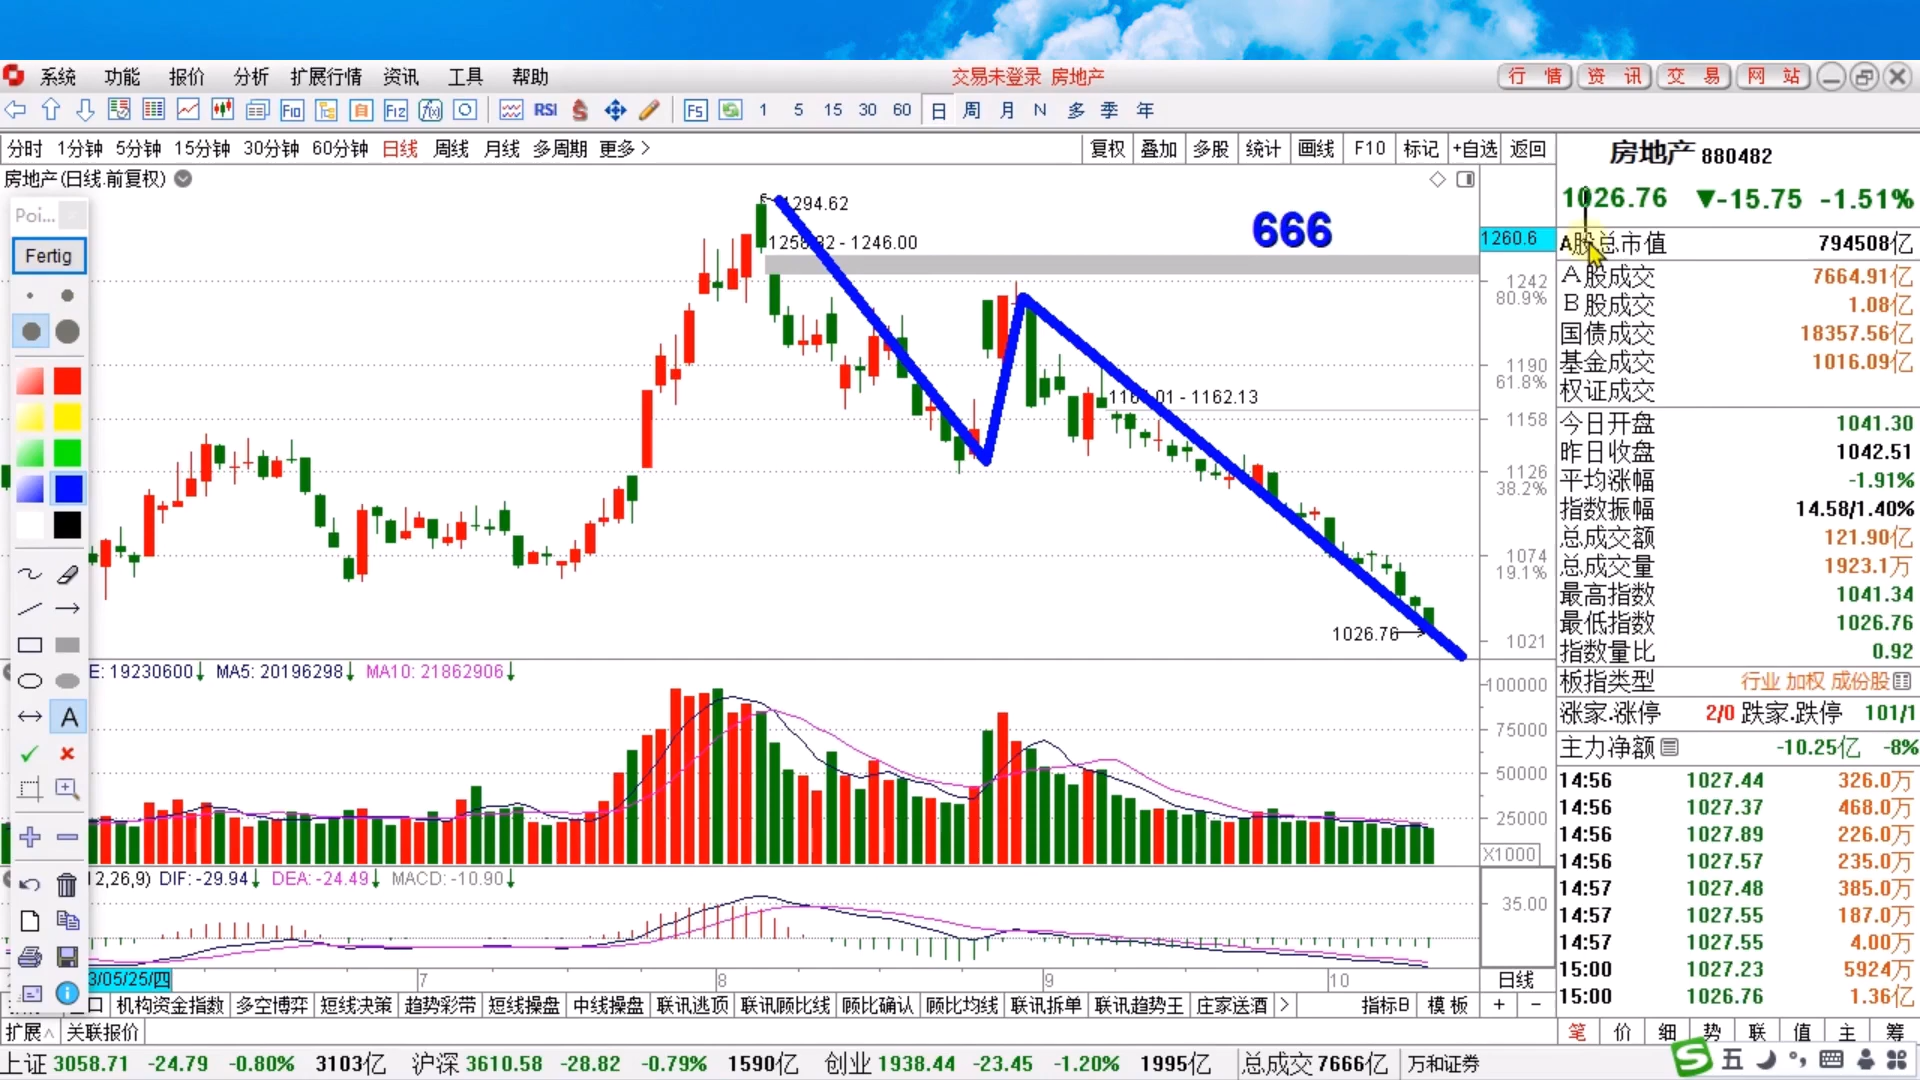 系统 功能 报价 分析 扩展行情 资讯 工具 帮助 交易未登录 房地产 行情 资讯 交易 网站
F10 自 F12 f(x) RSI $ F5 1 5 15 30 60 日 周 月 N 多 季 年
分时 1分钟 5分钟 15分钟 30分钟 60分钟 日线 周线 月线 多周期 更多> 复权 叠加 多股 统计 画线 F10 标记 +自选 返回
房地产(日线.前复权)
Poi...
Fertig
A
1294.62
- 1246.00
666
- 1162.13
1026.76
1260.6
1242
80.9%
1190
61.8%
1158
1126
38.2%
1074
19.1%
1021
E: 19230600↓ MA5: 20196298↓ MA10: 21862906↓
100000
75000
50000
25000
X1000
2,26,9) DIF: -29.94↓ DEA: -24.49↓ MACD: -10.90↓
35.00
3/05/25/四 7 8 9 10 日线
口 机构资金指数 多空博弈 短线决策 趋势彩带 短线操盘 中线操盘 联讯逃顶 联讯顾比线 顾比确认 顾比均线 联讯拆单 联讯趋势王 庄家送酒 > 指标B 模板 + -
扩展∧ 关联报价
房地产 880482
1026.76 ▼-15.75 -1.51%
A股总市值 794508亿
A股成交 7664.91亿
B股成交 1.08亿
国债成交 18357.56亿
基金成交 1016.09亿
权证成交
今日开盘 1041.30
昨日收盘 1042.51
平均涨幅 -1.91%
指数振幅 14.58/1.40%
总成交额 121.90亿
总成交量 1923.1万
最高指数 1041.34
最低指数 1026.76
指数量比 0.92
板指类型 行业 加权 成份股
涨家.涨停 2/0 跌家.跌停 101/1
主力净额 -10.25亿 -8%
14:56 1027.44 326.0万
14:56 1027.37 468.0万
14:56 1027.89 226.0万
14:56 1027.57 235.0万
14:57 1027.48 385.0万
14:57 1027.55 187.0万
14:57 1027.55 4.00万
15:00 1027.23 5924万
15:00 1026.76 1.36亿
笔 价 细 势 联 值 主 筹
上证 3058.71 -24.79 -0.80% 3103亿 沪深 3610.58 -28.82 -0.79% 1590亿 创业 1938.44 -23.45 -1.20% 1995亿 总成交 7666亿 万和证券
S 五